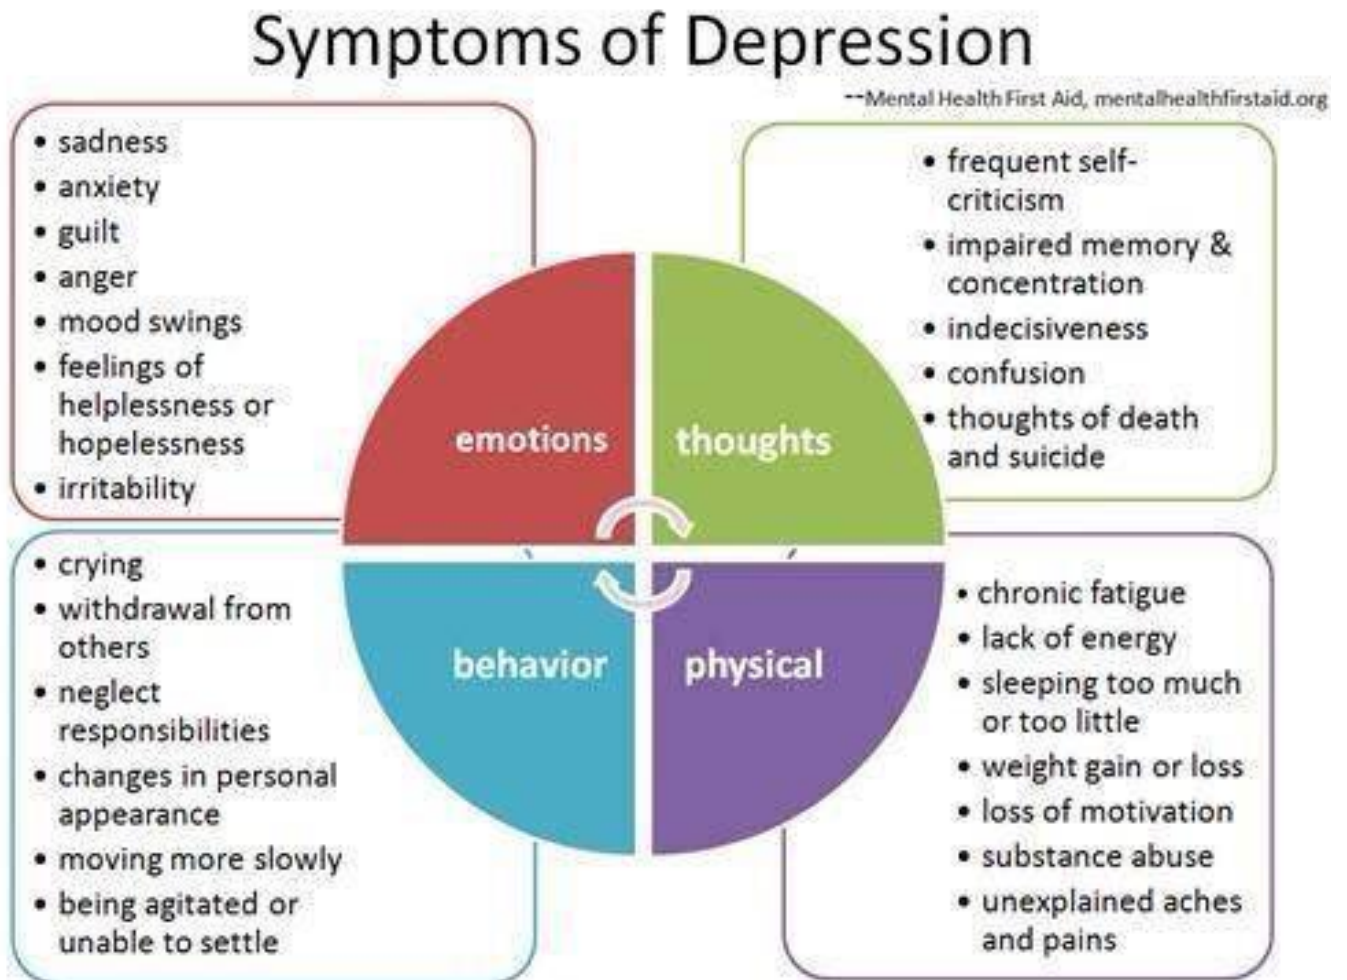 Symptoms of Depression
--Mental Health First Aid, mentalhealthfirstaid.org
• sadness
• anxiety
• guilt
• anger
• mood swings
• feelings of
helplessness or
hopelessness
• irritability
emotions
thoughts
• frequent self-
criticism
• impaired memory &
concentration
• indecisiveness
• confusion
• thoughts of death
and suicide
• crying
• withdrawal from
others
• neglect
responsibilities
• changes in personal
appearance
• moving more slowly
• being agitated or
unable to settle
behavior
physical
• chronic fatigue
• lack of energy
• sleeping too much
or too little
• weight gain or loss
• loss of motivation
• substance abuse
• unexplained aches
and pains